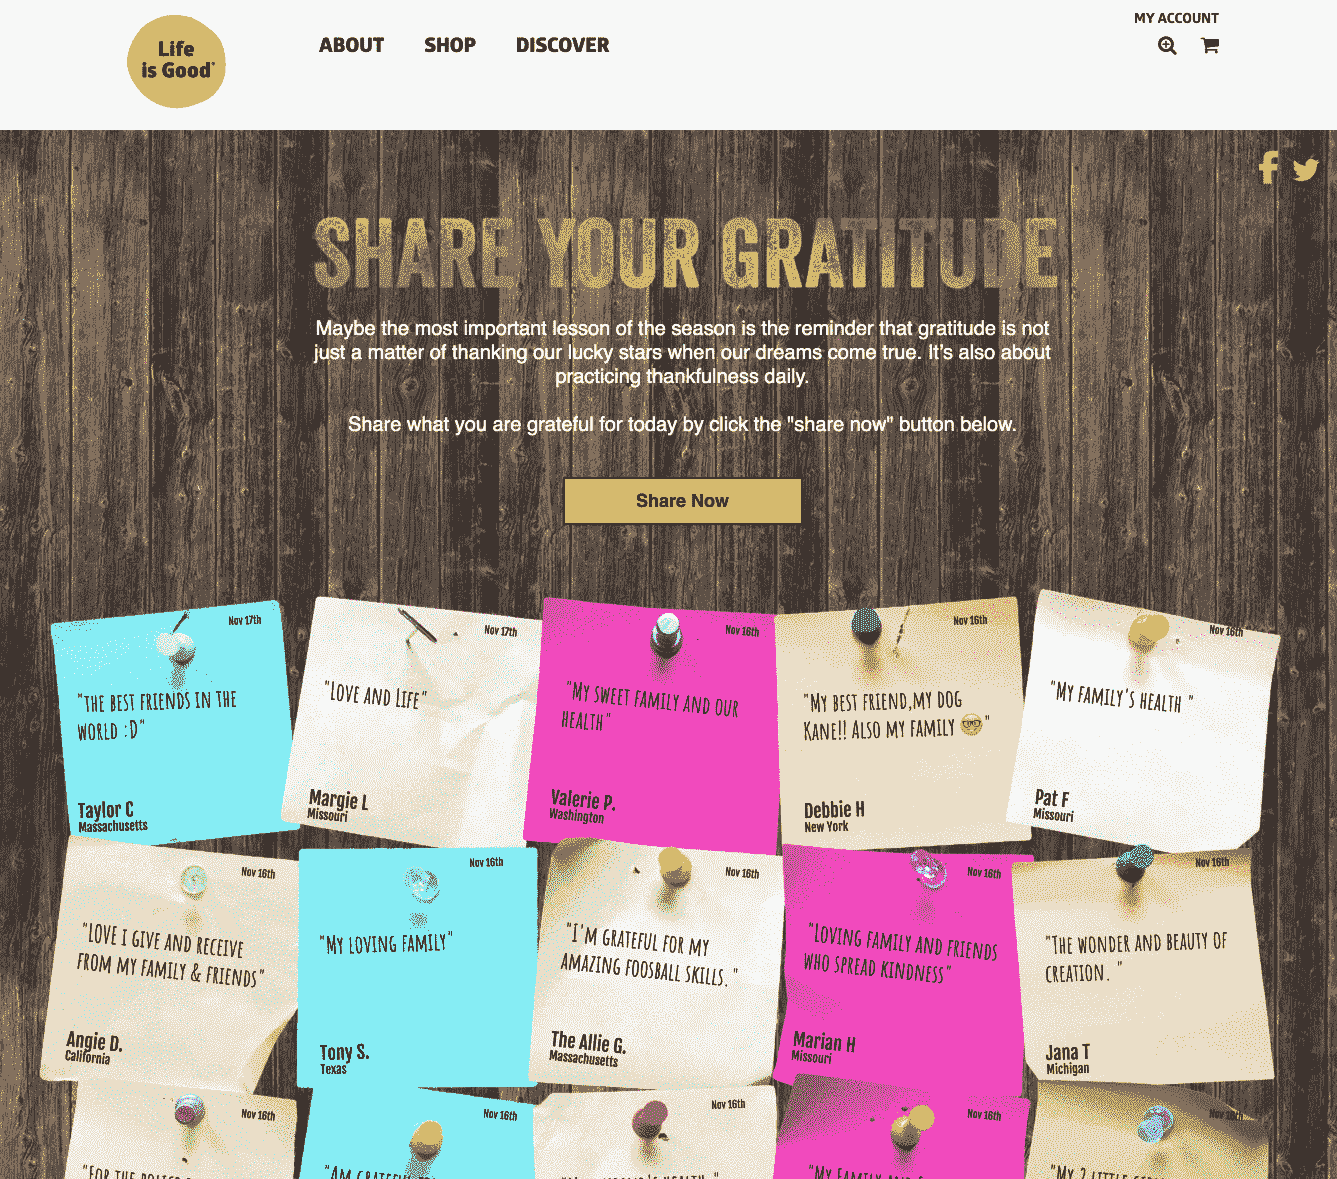 Life
is Good®
ABOUT SHOP DISCOVER
MY ACCOUNT
SHARE YOUR GRATITUDE
Maybe the most important lesson of the season is the reminder that gratitude is not
just a matter of thanking our lucky stars when our dreams come true. It's also about
practicing thankfulness daily.
Share what you are grateful for today by click the "share now" button below.
Share Now
Nov 17th
"The best friends in the
world :D"
Taylor C
Massachusetts
Nov 17th
"Love and life"
Margie L
Missouri
Nov 16th
"My sweet family and our
health"
Valerie P.
Washington
Nov 16th
"My best friend,my dog
Kane!! Also my family 🤓"
Debbie H
New York
Nov 16th
"My family's health "
Pat F
Missouri
Nov 16th
"Love i give and receive
from my family & friends"
Angie D.
California
Nov 16th
"My loving family"
Tony S.
Texas
Nov 16th
"I'm grateful for my
amazing foosball skills. "
The Allie G.
Massachusetts
Nov 16th
"Loving family and friends
who spread kindness"
Marian H
Missouri
Nov 16th
"The wonder and beauty of
creation. "
Jana T
Michigan
Nov 16th
"For the
Nov 16th
"Am
Nov 16th
health."
Nov 16th
"My family and
Nov 16th
"My 2 little